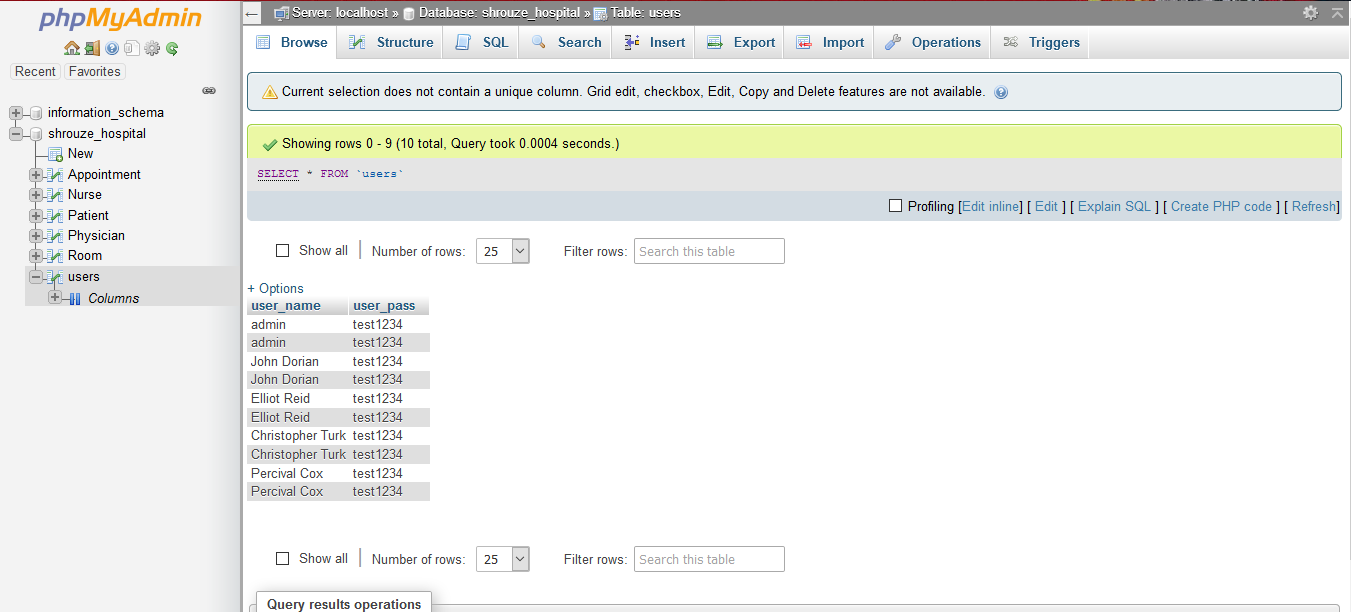 phpMyAdmin
Recent Favorites
information_schema
shrouze_hospital
New
Appointment
Nurse
Patient
Physician
Room
users
Columns
Server: localhost » Database: shrouze_hospital » Table: users
Browse Structure SQL Search Insert Export Import Operations Triggers
Current selection does not contain a unique column. Grid edit, checkbox, Edit, Copy and Delete features are not available.
Showing rows 0 - 9 (10 total, Query took 0.0004 seconds.)
SELECT * FROM `users`
Profiling [Edit inline] [ Edit ] [ Explain SQL ] [ Create PHP code ] [ Refresh]
Show all | Number of rows: 25 Filter rows: Search this table
+ Options
user_name user_pass
admin test1234
admin test1234
John Dorian test1234
John Dorian test1234
Elliot Reid test1234
Elliot Reid test1234
Christopher Turk test1234
Christopher Turk test1234
Percival Cox test1234
Percival Cox test1234
Show all | Number of rows: 25 Filter rows: Search this table
Query results operations